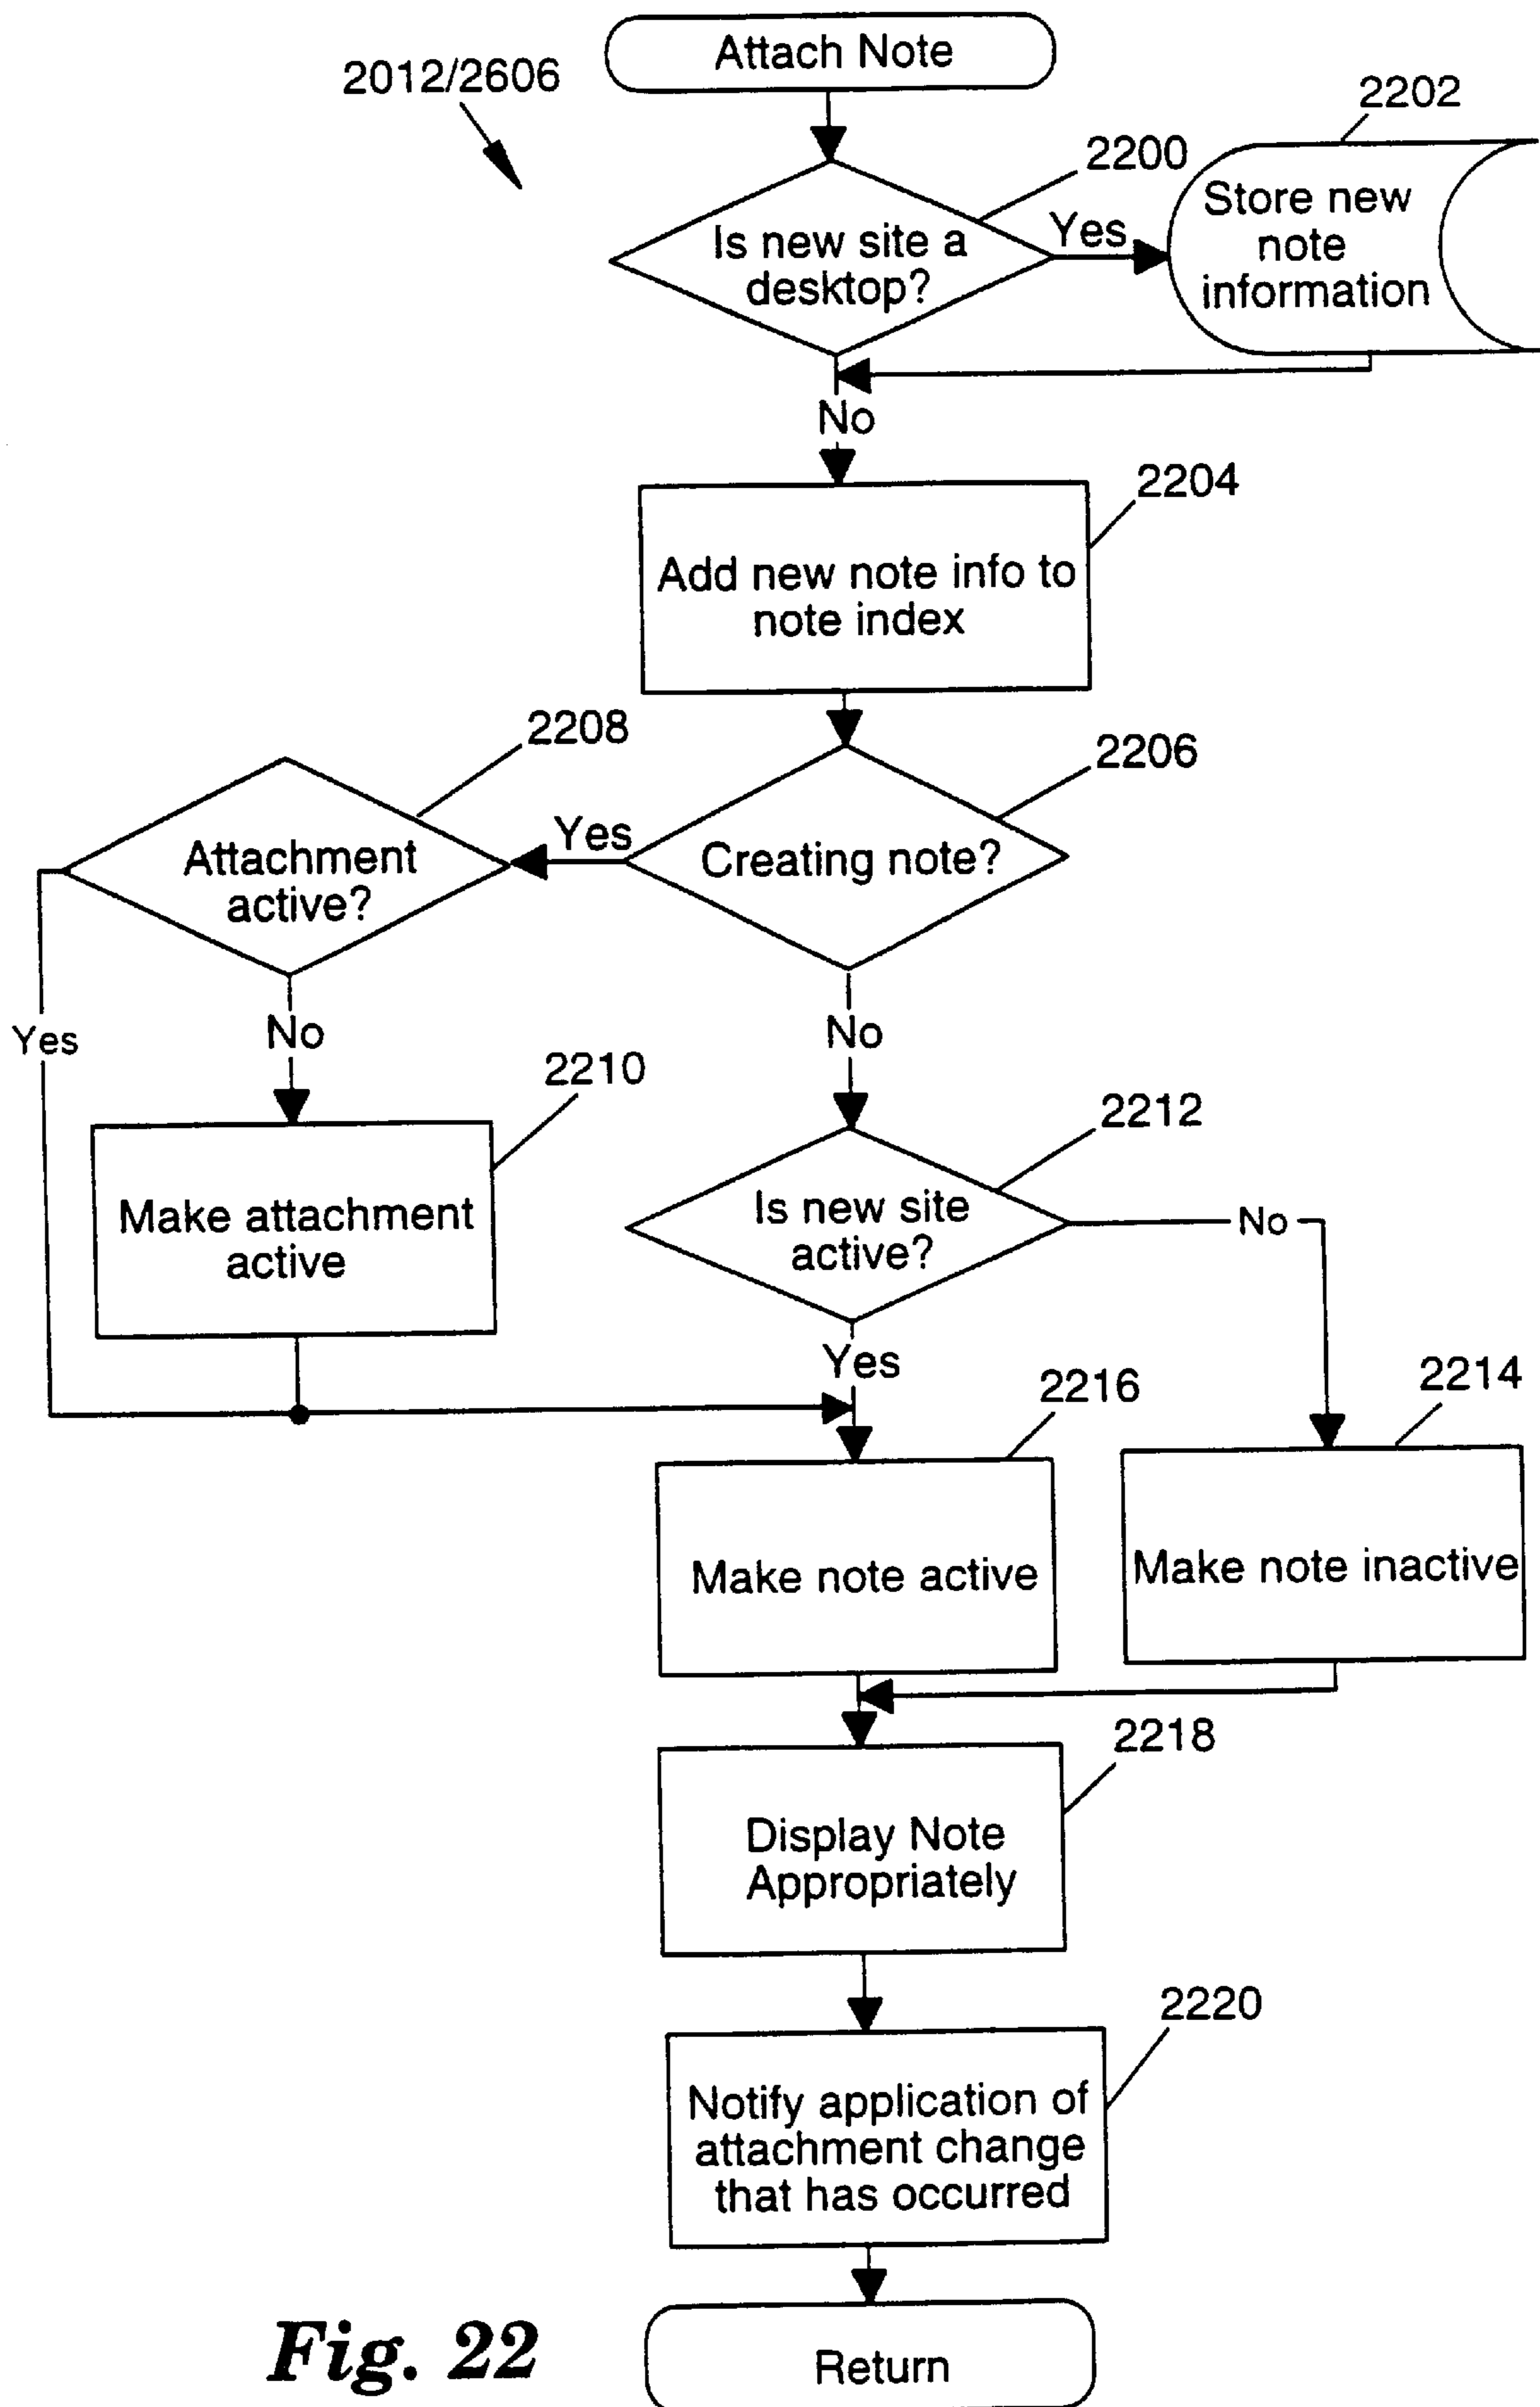 Attach Note
2012/2606
2202
2200
Is new site a
desktop?
Yes
Store new
note
information
No
2204
Add new note info to
note index
2208
2206
Attachment
active?
Yes
Creating note?
Yes
No
No
2210
2212
Make attachment
active
Is new site
active?
No
Yes
2216
2214
Make note active
Make note inactive
2218
Display Note
Appropriately
2220
Notify application of
attachment change
that has occurred
Fig. 22
Return